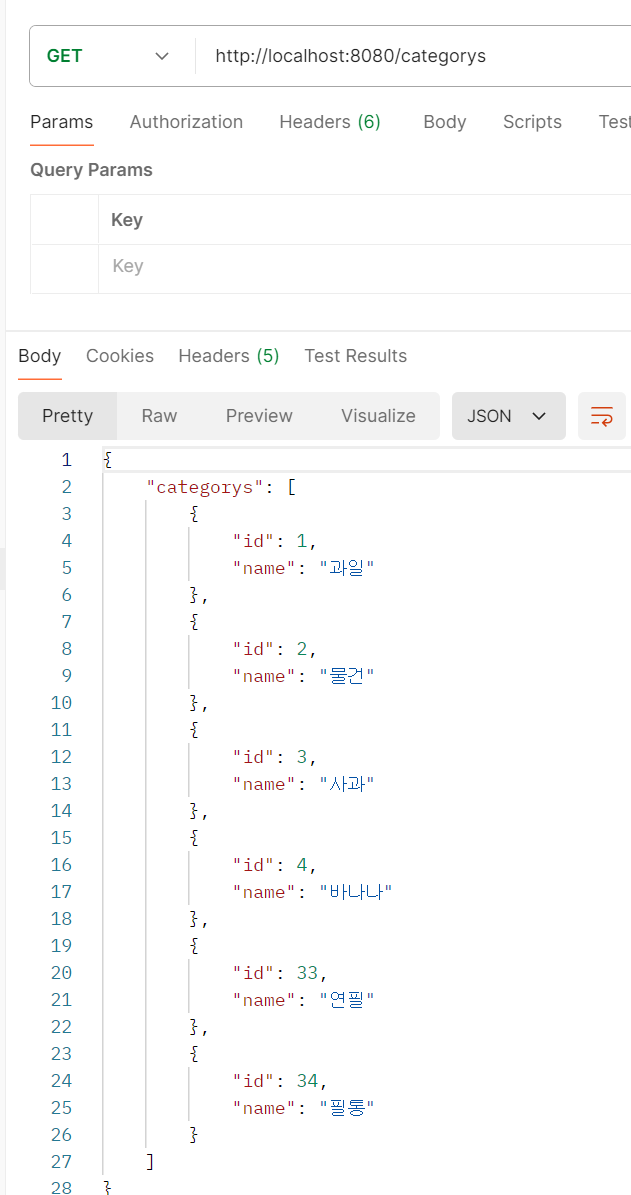 GET http://localhost:8080/categorys
Params Authorization Headers (6) Body Scripts Test
Query Params
Key
Key
Body Cookies Headers (5) Test Results
Pretty Raw Preview Visualize JSON
1 {
2 "categorys": [
3 {
4 "id": 1,
5 "name": "과일"
6 },
7 {
8 "id": 2,
9 "name": "물건"
10 },
11 {
12 "id": 3,
13 "name": "사과"
14 },
15 {
16 "id": 4,
17 "name": "바나나"
18 },
19 {
20 "id": 33,
21 "name": "연필"
22 },
23 {
24 "id": 34,
25 "name": "필통"
26 }
27 ]
28 }